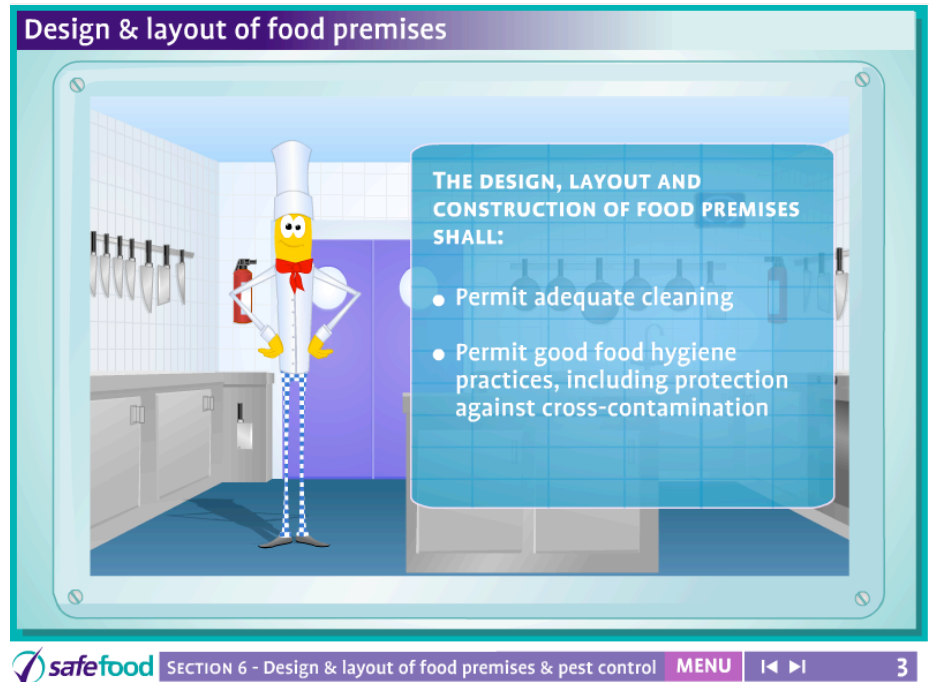 Design & layout of food premises
THE DESIGN, LAYOUT AND
CONSTRUCTION OF FOOD PREMISES
SHALL:
• Permit adequate cleaning
• Permit good food hygiene
practices, including protection
against cross-contamination
safefood SECTION 6 - Design & layout of food premises & pest control MENU 3